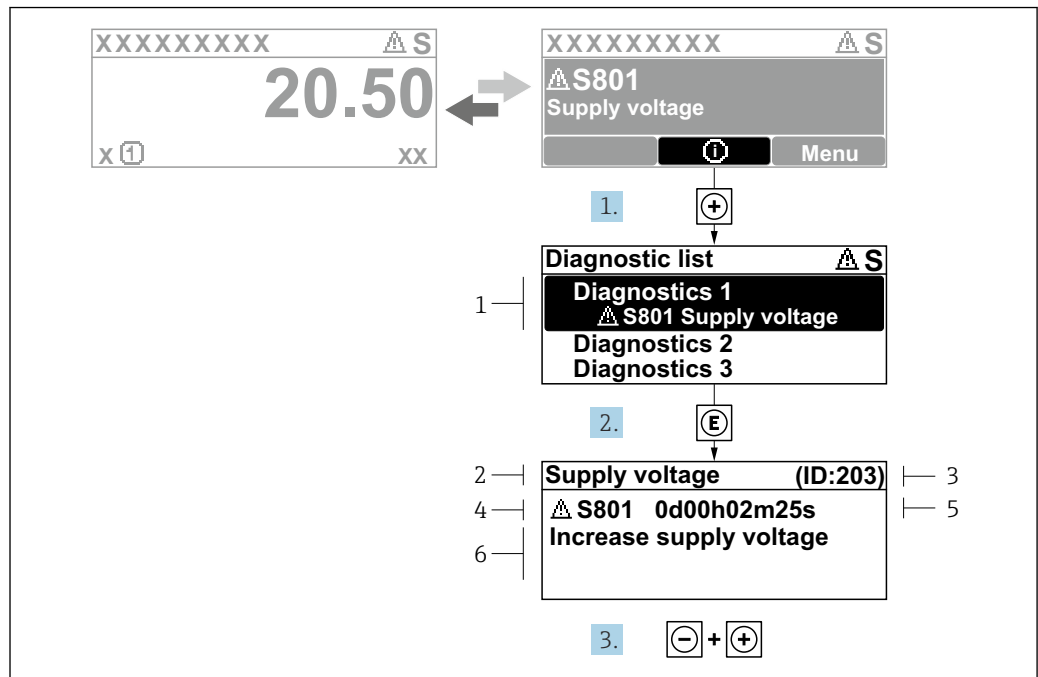 XXXXXXXXX ⚠ S
20.50
X ① XX
XXXXXXXXX ⚠ S
⚠ S801
Supply voltage
ⓘ Menu
1. +
Diagnostic list ⚠ S
1
Diagnostics 1
⚠ S801 Supply voltage
Diagnostics 2
Diagnostics 3
2. E
2 Supply voltage (ID:203) 3
4 ⚠ S801 0d00h02m25s 5
6 Increase supply voltage
3. − + +